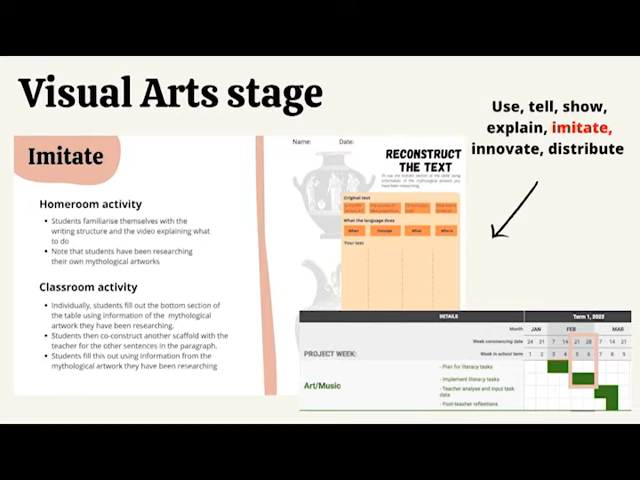 Visual Arts stage
Use, tell, show,
explain, imitate,
innovate, distribute
Imitate
Homeroom activity
• Students familiarise themselves with the
writing structure and the video explaining what
to do
• Note that students have been researching
their own mythological artworks
Classroom activity
• Individually, students fill out the bottom section of
the table using information of the mythological
artwork they have been researching.
• Students then co-construct another scaffold with the
teacher for the other sentences in the paragraph.
• Students fill this out using information from the
mythological artwork they have been researching
Name: Date:
RECONSTRUCT
THE TEXT
Original text
What the language does
When Concept What Where
Your text
DETAILS Term 1, 2022
Month JAN FEB MAR
Week commencing date 24 31 7 14 21 28 7 14 21
PROJECT WEEK: Week in school term 1 2 3 4 5 6 7 8 9
Art/Music
- Plan for literacy tasks
- Implement literacy tasks
- Teacher analyse and input task
data
- Post-teacher reflections